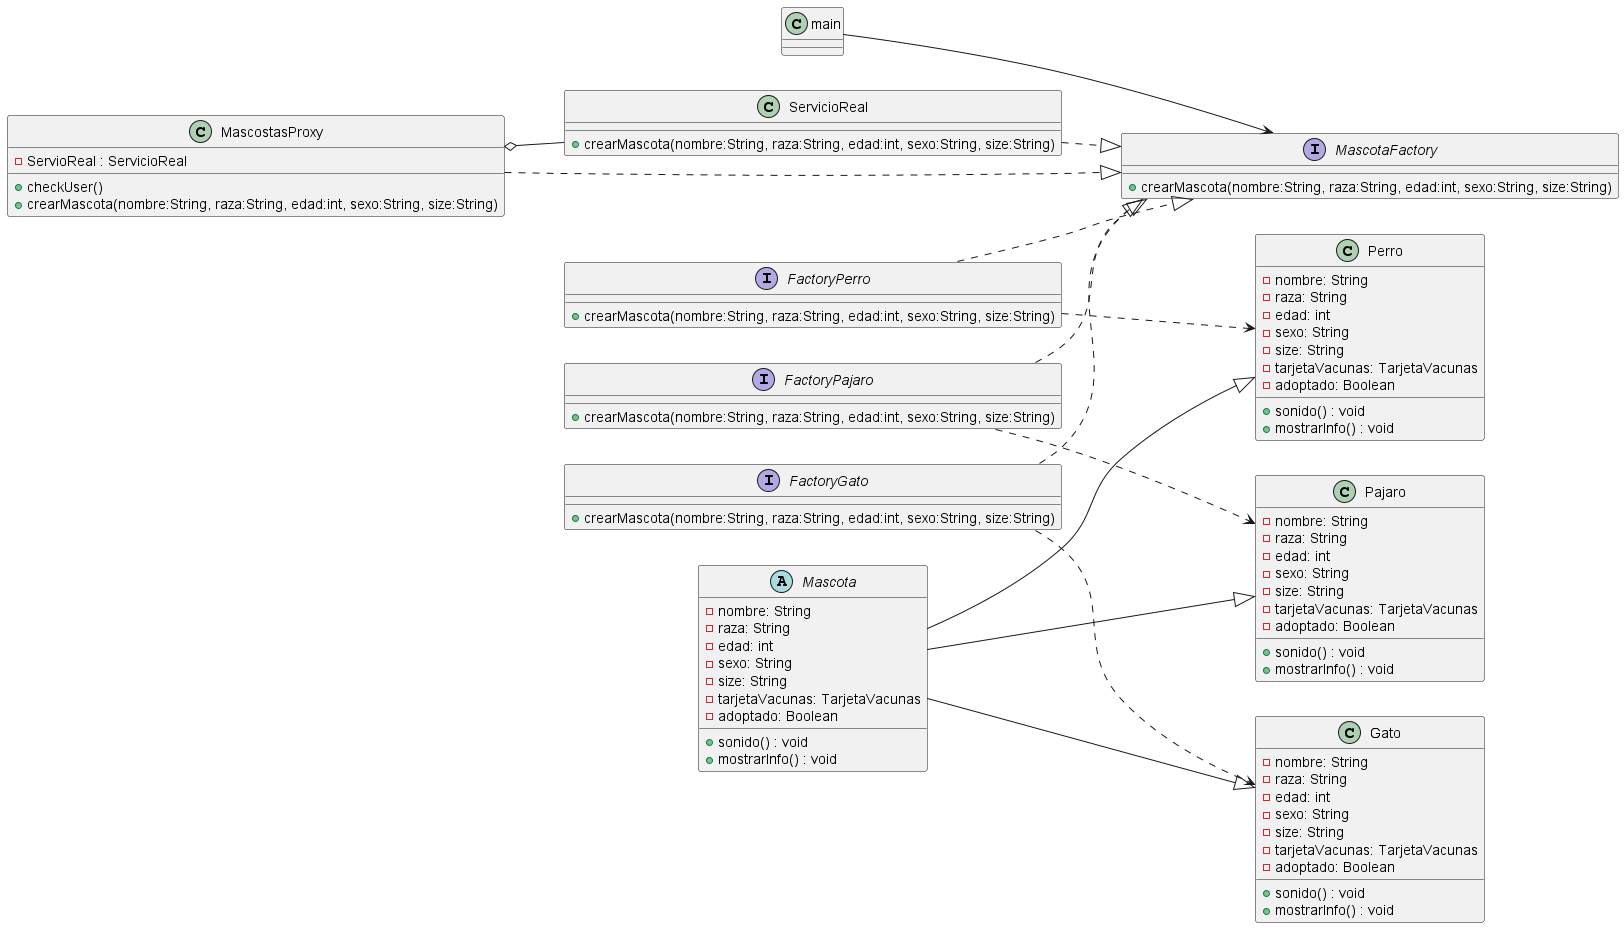 C main
C MascostasProxy
ServioReal : ServicioReal
checkUser()
crearMascota(nombre:String, raza:String, edad:int, sexo:String, size:String)
C ServicioReal
crearMascota(nombre:String, raza:String, edad:int, sexo:String, size:String)
I MascotaFactory
crearMascota(nombre:String, raza:String, edad:int, sexo:String, size:String)
I FactoryPerro
crearMascota(nombre:String, raza:String, edad:int, sexo:String, size:String)
I FactoryPajaro
crearMascota(nombre:String, raza:String, edad:int, sexo:String, size:String)
I FactoryGato
crearMascota(nombre:String, raza:String, edad:int, sexo:String, size:String)
A Mascota
nombre: String
raza: String
edad: int
sexo: String
size: String
tarjetaVacunas: TarjetaVacunas
adoptado: Boolean
sonido() : void
mostrarInfo() : void
C Perro
nombre: String
raza: String
edad: int
sexo: String
size: String
tarjetaVacunas: TarjetaVacunas
adoptado: Boolean
sonido() : void
mostrarInfo() : void
C Pajaro
nombre: String
raza: String
edad: int
sexo: String
size: String
tarjetaVacunas: TarjetaVacunas
adoptado: Boolean
sonido() : void
mostrarInfo() : void
C Gato
nombre: String
raza: String
edad: int
sexo: String
size: String
tarjetaVacunas: TarjetaVacunas
adoptado: Boolean
sonido() : void
mostrarInfo() : void